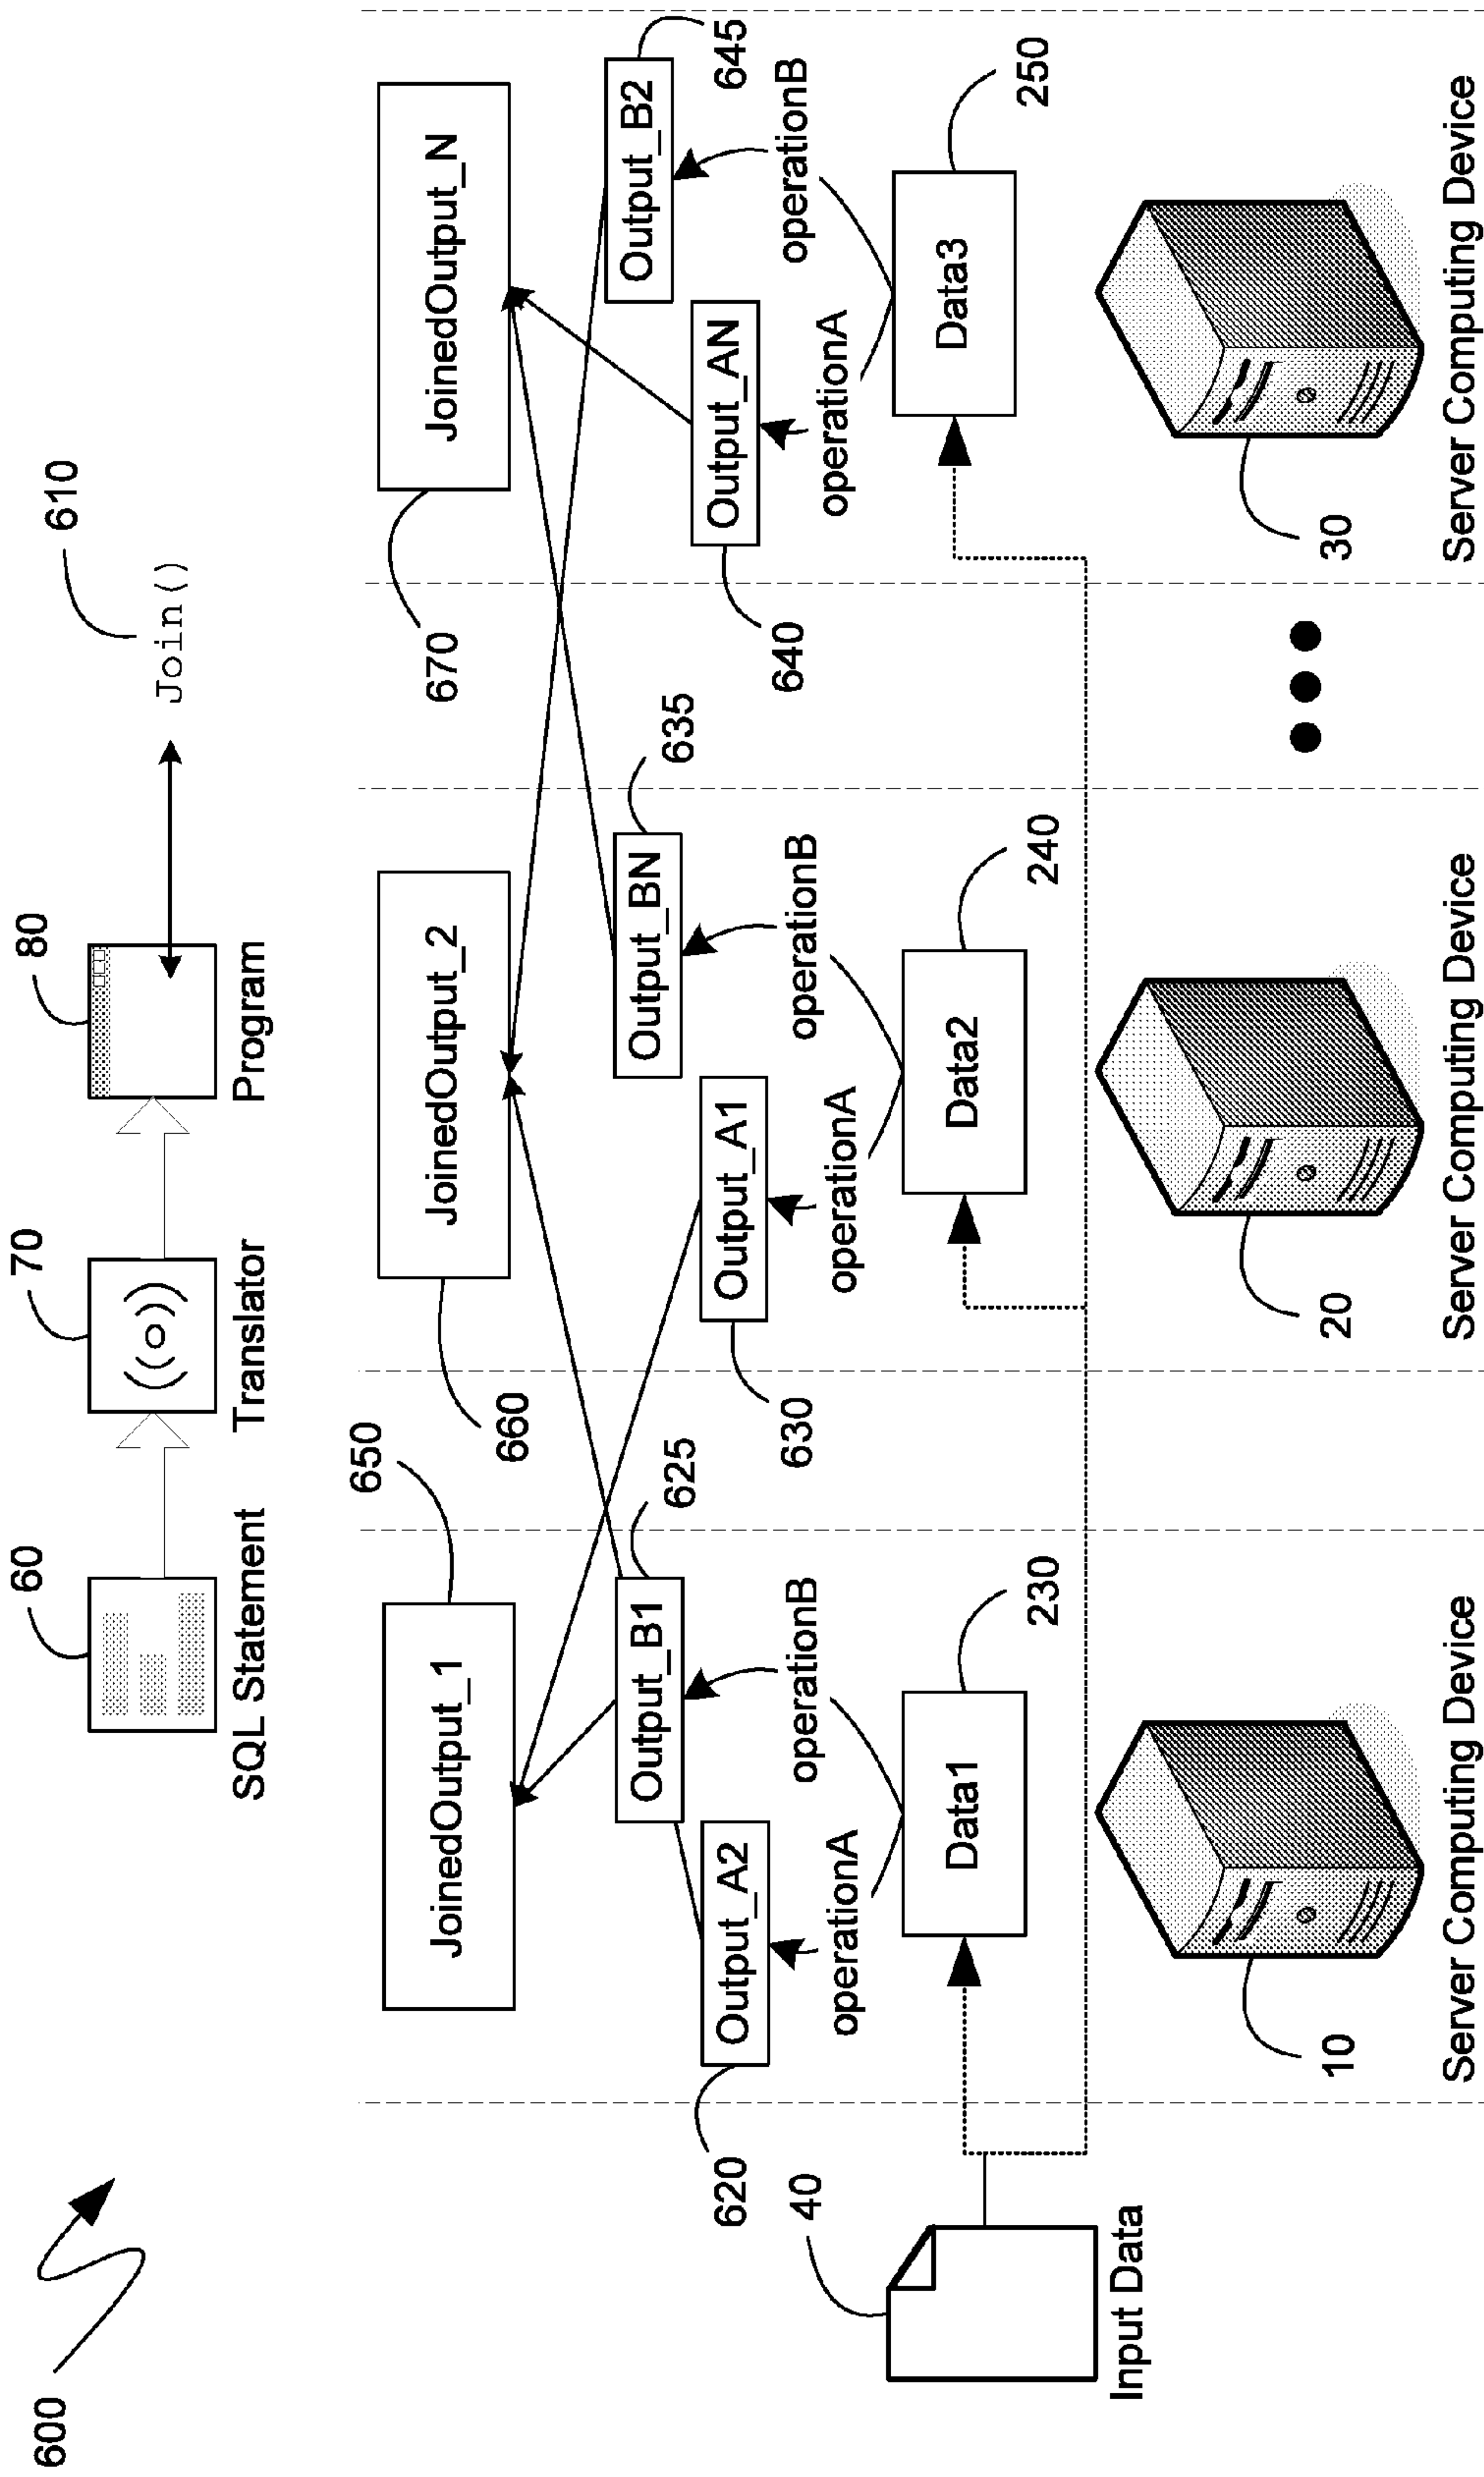 600
60
70
80
610
SQL Statement
Translator
Program
Join()
650
660
670
JoinedOutput_1
JoinedOutput_2
JoinedOutput_N
625
635
645
Output_B1
Output_BN
Output_B2
620
630
640
Output_A2
Output_A1
Output_AN
operationA
operationB
operationA
operationB
operationA
operationB
40
230
240
250
Data1
Data2
Data3
Input Data
10
20
30
Server Computing Device
Server Computing Device
Server Computing Device